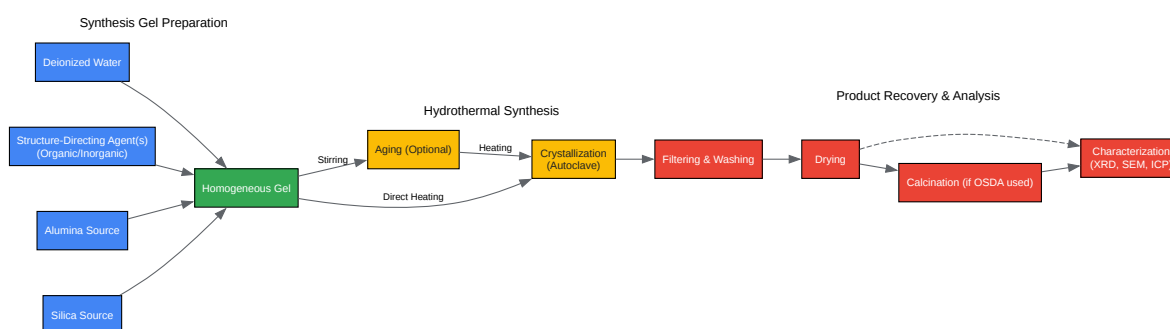 Synthesis Gel Preparation
Deionized Water
Structure-Directing Agent(s)
(Organic/Inorganic)
Alumina Source
Silica Source
Homogeneous Gel
Hydrothermal Synthesis
Stirring
Aging (Optional)
Heating
Direct Heating
Crystallization
(Autoclave)
Product Recovery & Analysis
Filtering & Washing
Drying
Calcination (if OSDA used)
Characterization
(XRD, SEM, ICP)